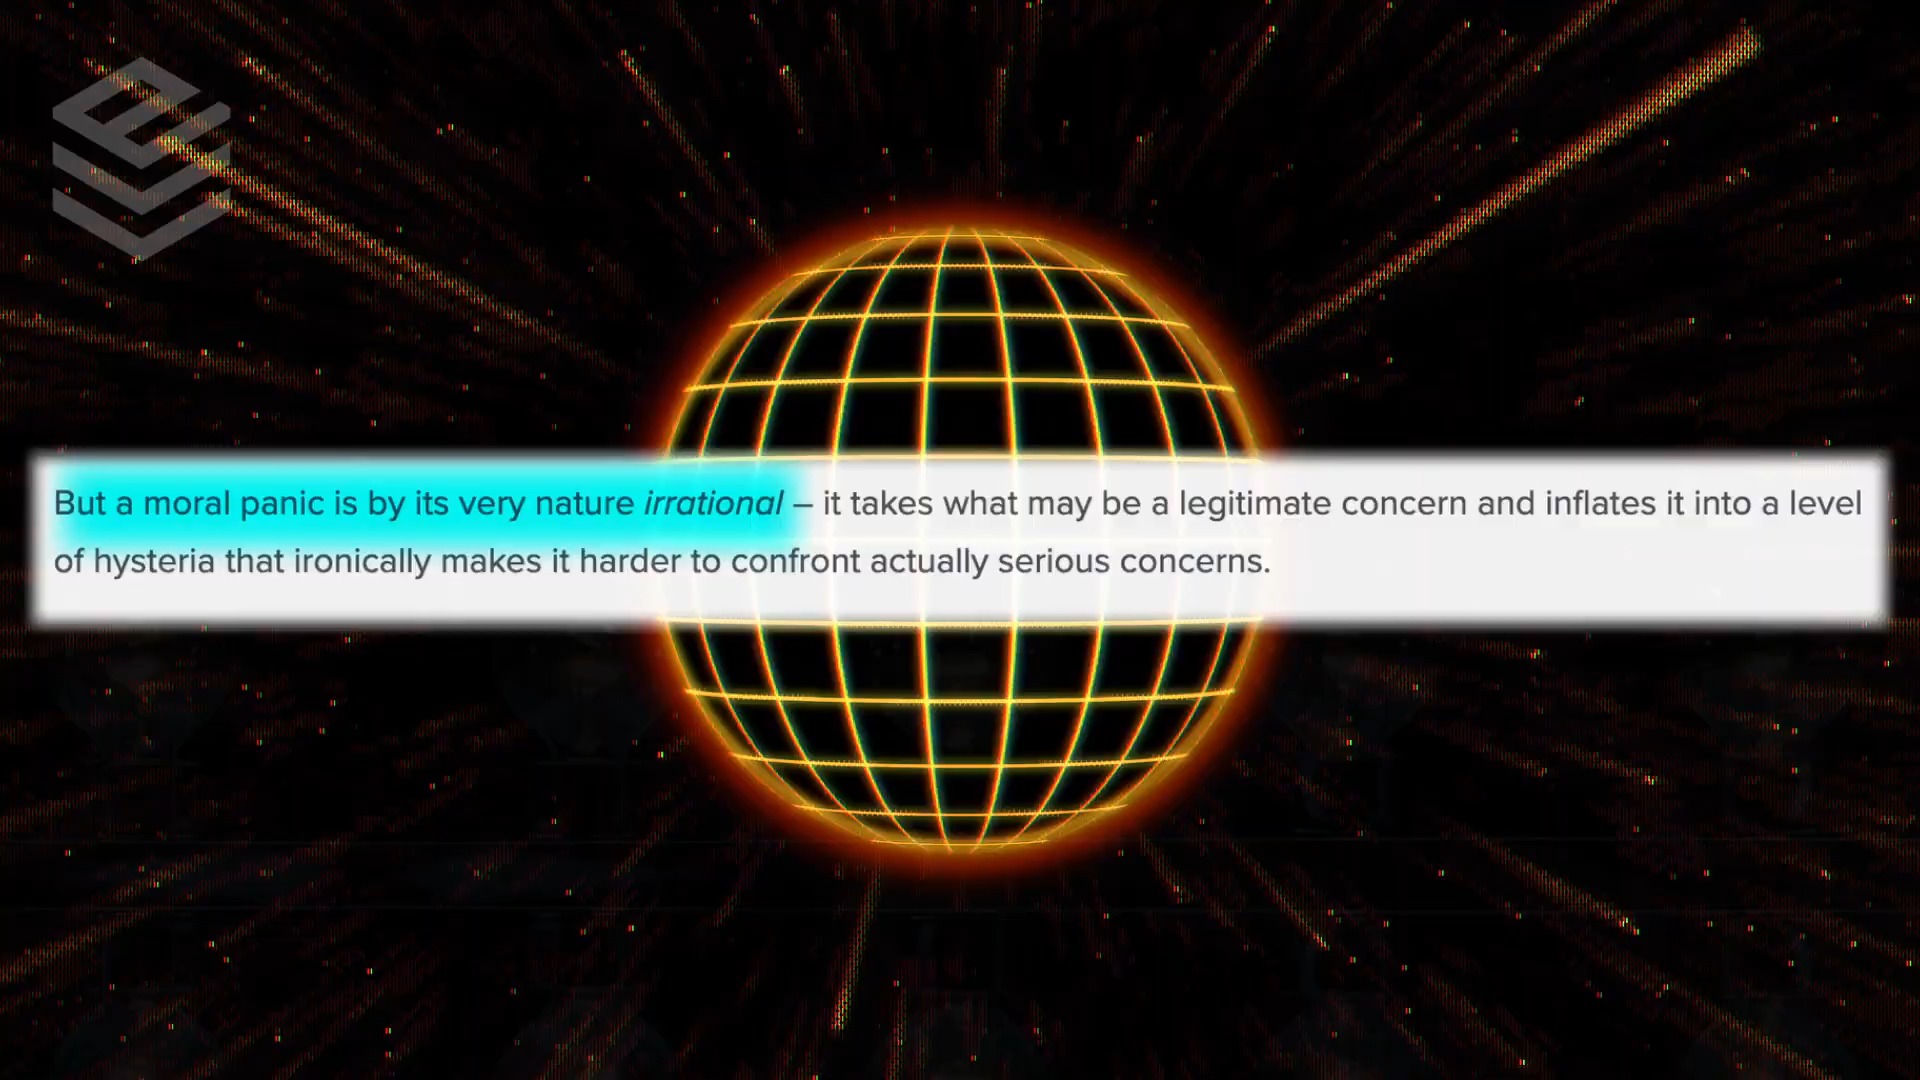 But a moral panic is by its very nature irrational – it takes what may be a legitimate concern and inflates it into a level
of hysteria that ironically makes it harder to confront actually serious concerns.